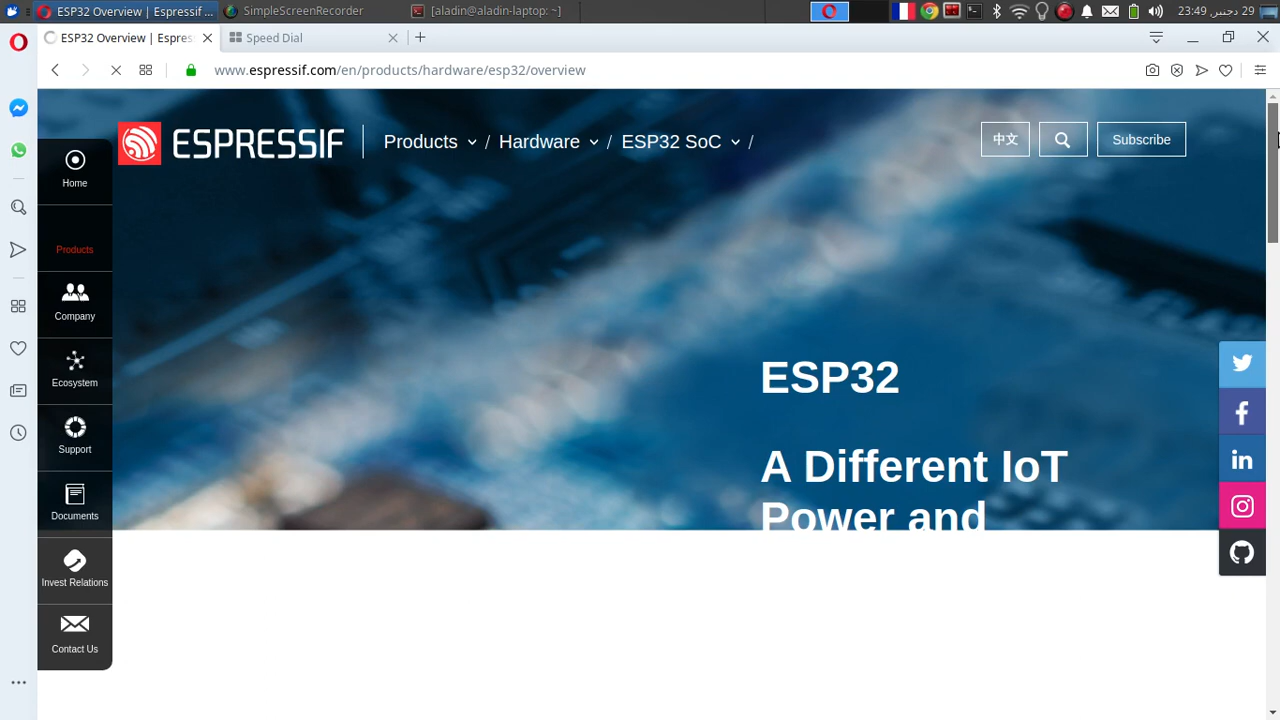 ESP32 Overview | Espressif ...
SimpleScreenRecorder
[aladin@aladin-laptop: ~]
29 دجنبر, 23:49
ESP32 Overview | Espres
Speed Dial
www.espressif.com/en/products/hardware/esp32/overview
ESPRESSIF
Products / Hardware / ESP32 SoC /
中文
Subscribe
Home
Products
Company
Ecosystem
Support
Documents
Invest Relations
Contact Us
ESP32
A Different IoT
Power and